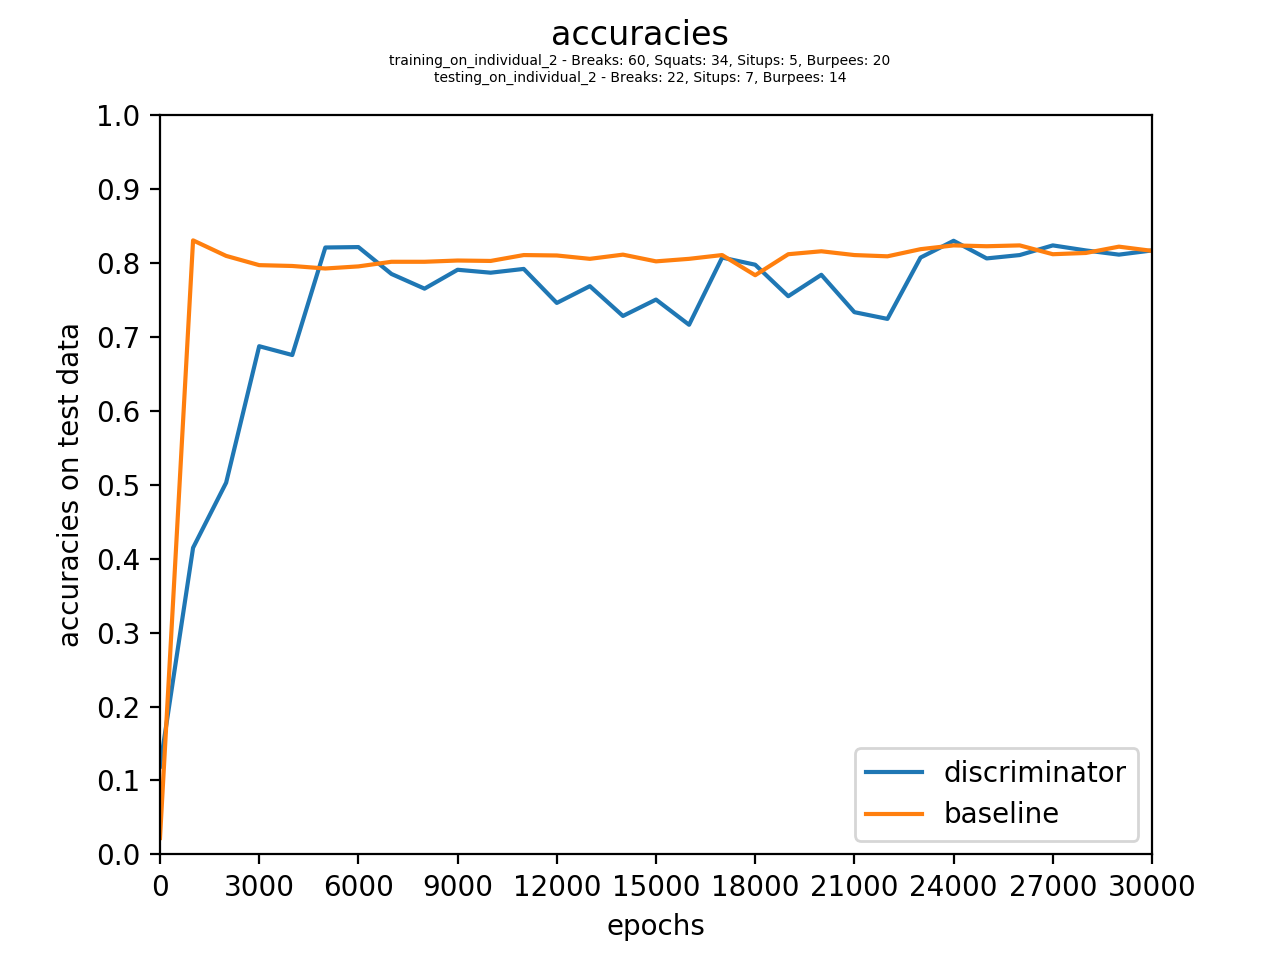 accuracies
training_on_individual_2 - Breaks: 60, Squats: 34, Situps: 5, Burpees: 20
testing_on_individual_2 - Breaks: 22, Situps: 7, Burpees: 14
1.0
0.9
0.8
0.7
0.6
0.5
0.4
0.3
0.2
0.1
0.0
accuracies on test data
discriminator
baseline
0 3000 6000 9000 12000 15000 18000 21000 24000 27000 30000
epochs